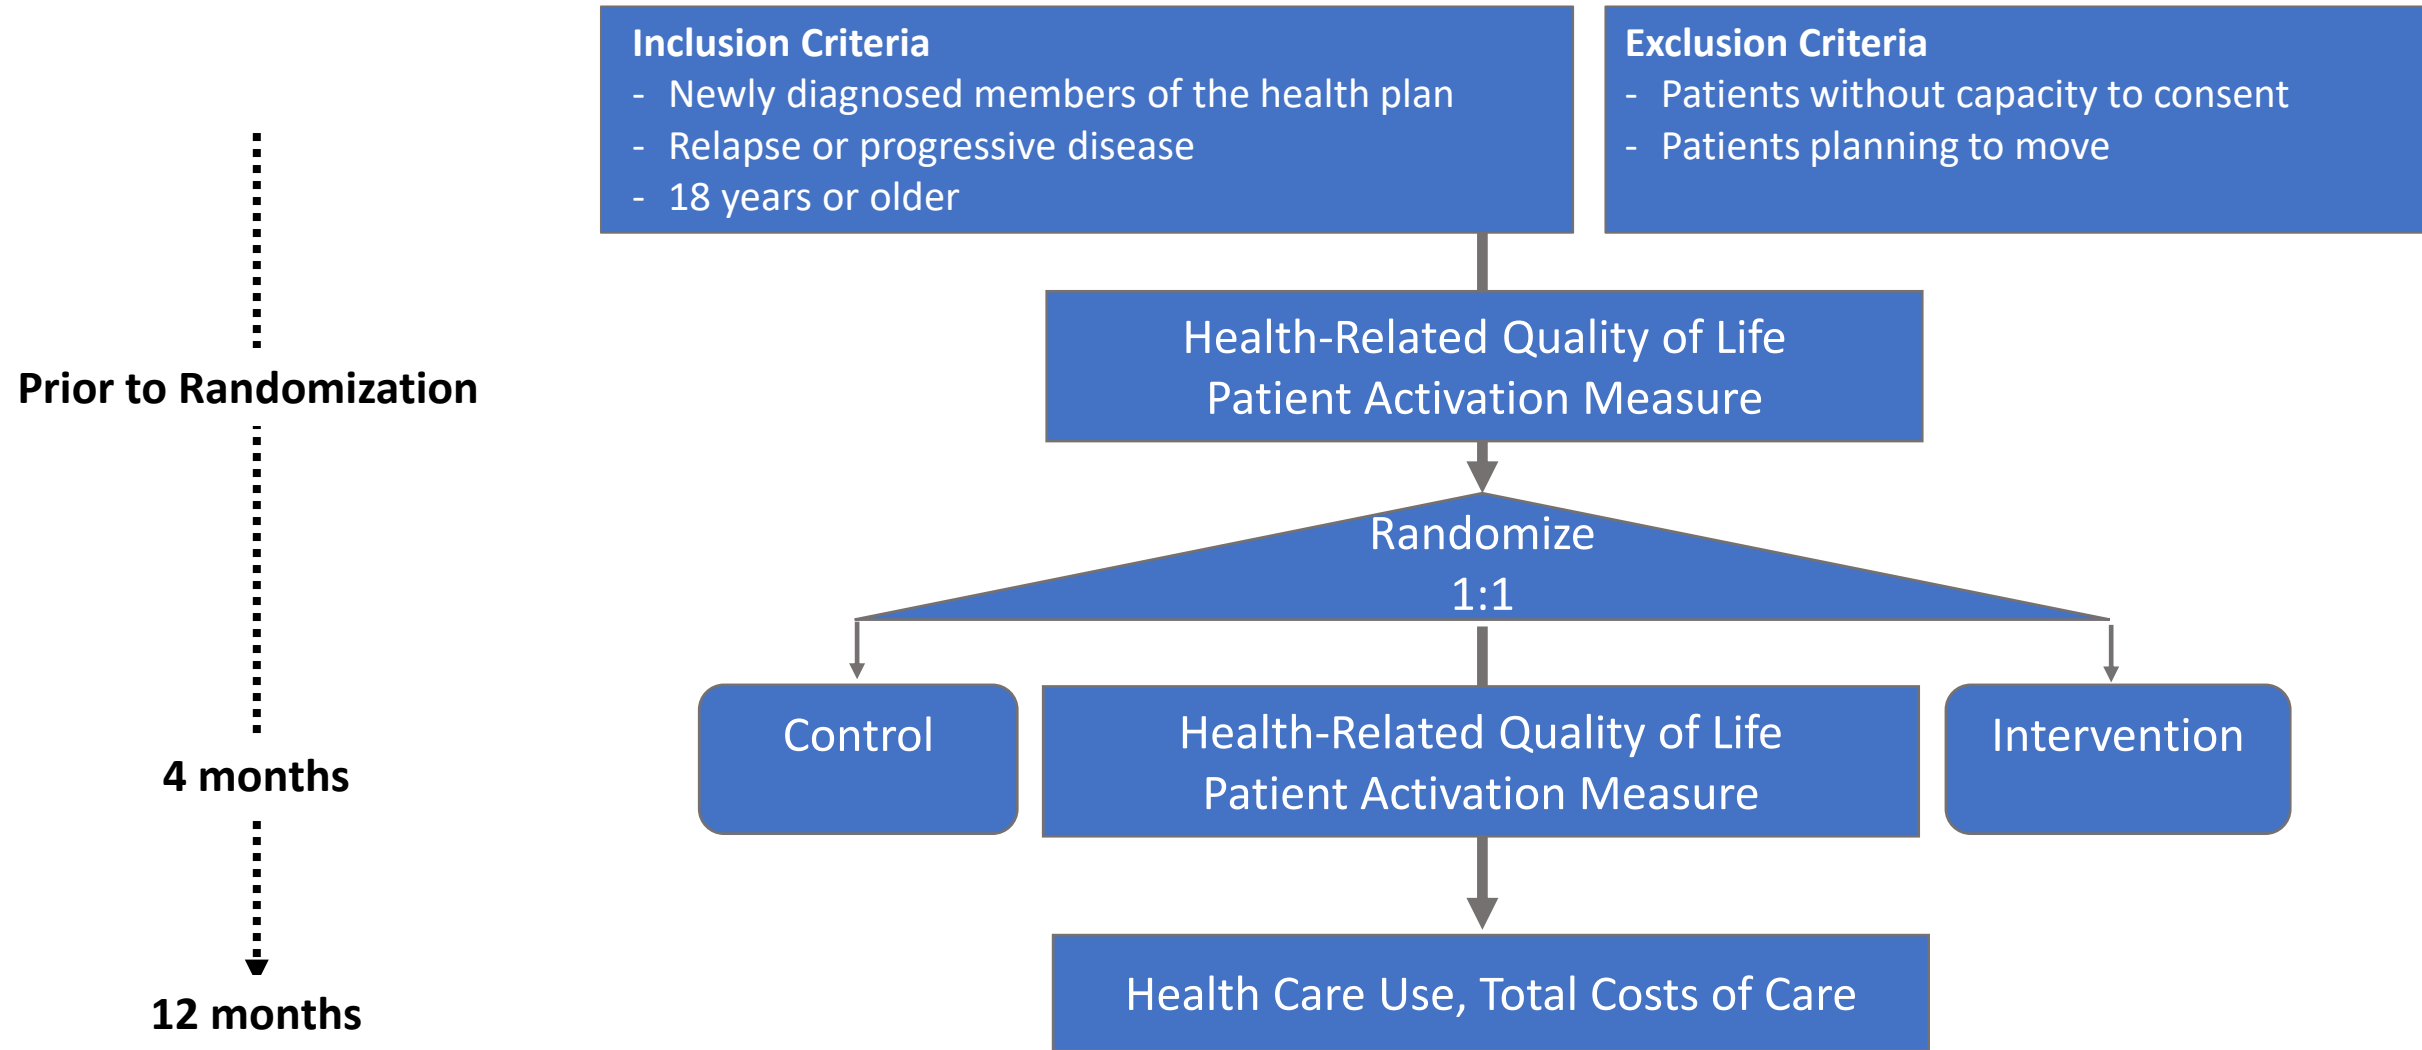 Inclusion Criteria
- Newly diagnosed members of the health plan
- Relapse or progressive disease
- 18 years or older
Exclusion Criteria
- Patients without capacity to consent
- Patients planning to move
Prior to Randomization
Health-Related Quality of Life
Patient Activation Measure
Randomize
1:1
4 months
Control
Health-Related Quality of Life
Patient Activation Measure
Intervention
12 months
Health Care Use, Total Costs of Care